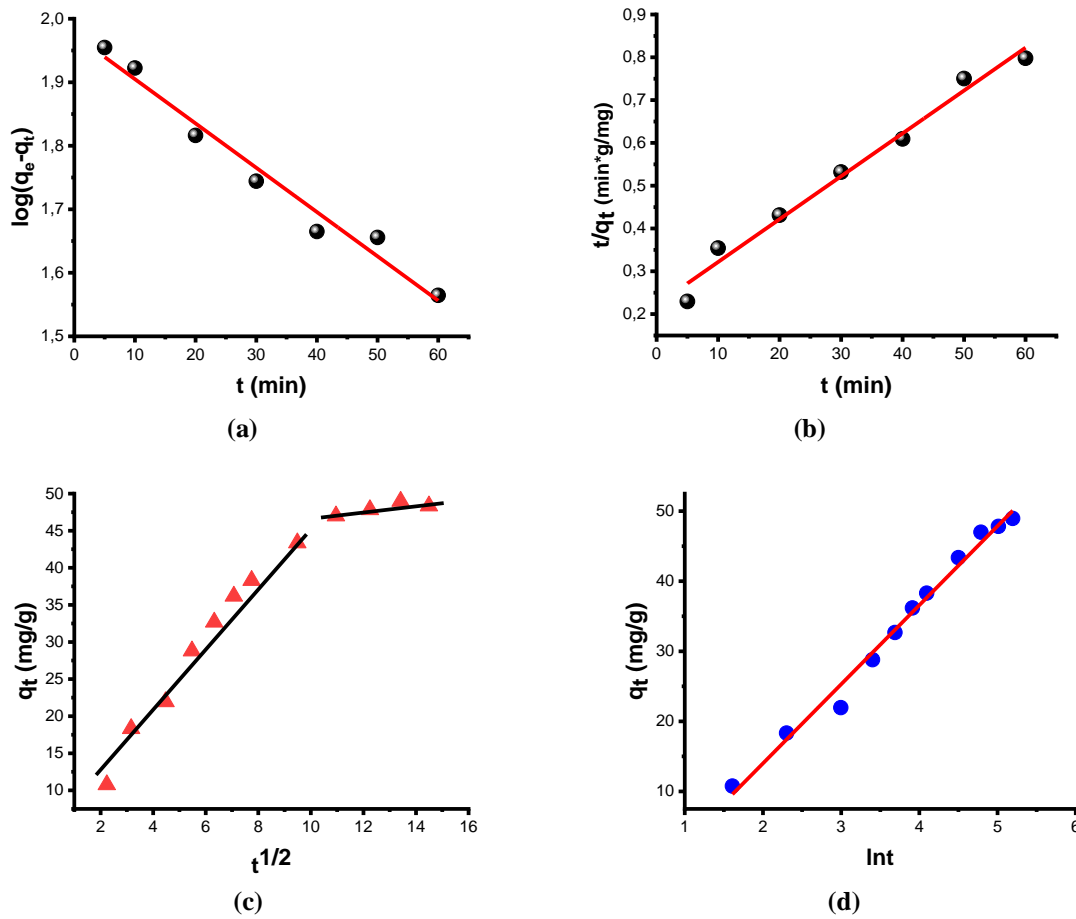 2,0
1,9
1,8
1,7
1,6
1,5
0 10 20 30 40 50 60
log(qe-qt)
t (min)
(a)
0,9
0,8
0,7
0,6
0,5
0,4
0,3
0,2
0 10 20 30 40 50 60
t/qt (min*g/mg)
t (min)
(b)
50
45
40
35
30
25
20
15
10
2 4 6 8 10 12 14 16
qt (mg/g)
t1/2
(c)
50
40
30
20
10
1 2 3 4 5 6
qt (mg/g)
lnt
(d)